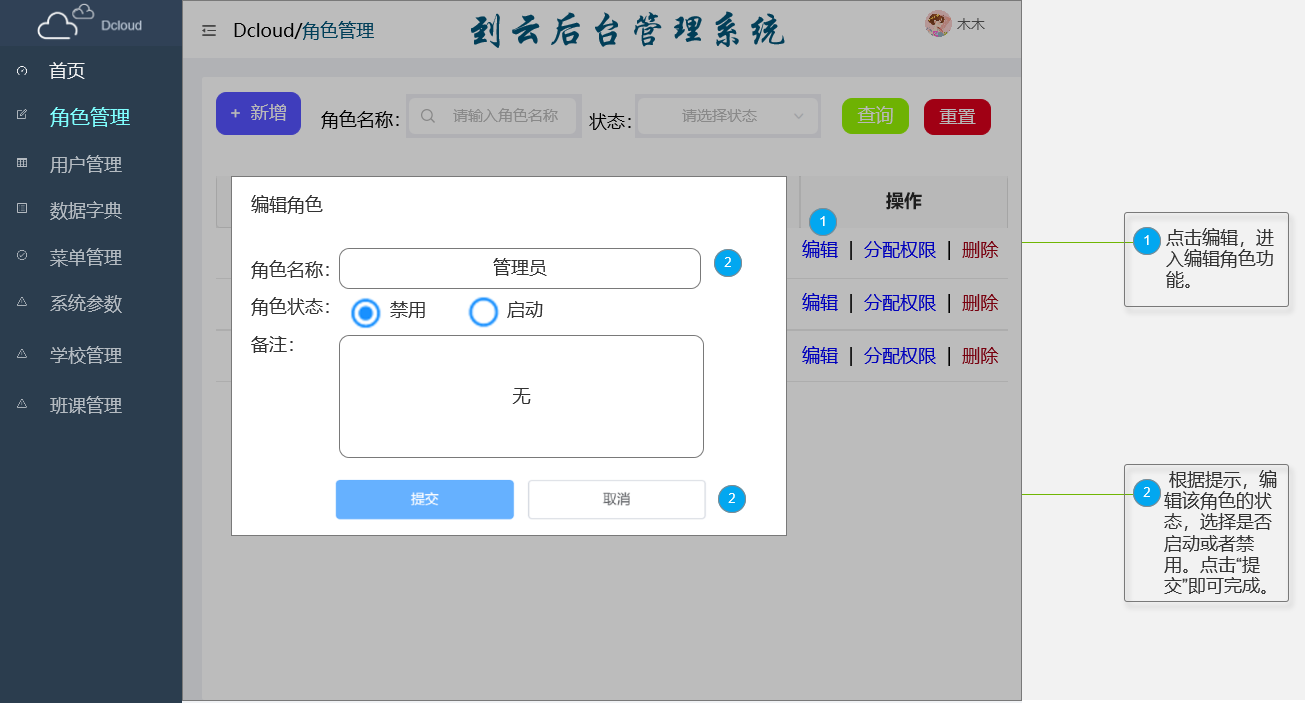 Dcloud
首页
角色管理
用户管理
数据字典
菜单管理
系统参数
学校管理
班课管理
Dcloud/角色管理
到云后台管理系统
木木
+ 新增
角色名称：
请输入角色名称
状态：
请选择状态
查询
重置
操作
1
编辑 | 分配权限 | 删除
编辑 | 分配权限 | 删除
编辑 | 分配权限 | 删除
编辑角色
角色名称：
管理员
2
角色状态：
禁用
启动
备注：
无
提交
取消
2
1
点击编辑，进
入编辑角色功
能。
2
根据提示，编
辑该角色的状
态，选择是否
启动或者禁
用。点击“提
交”即可完成。